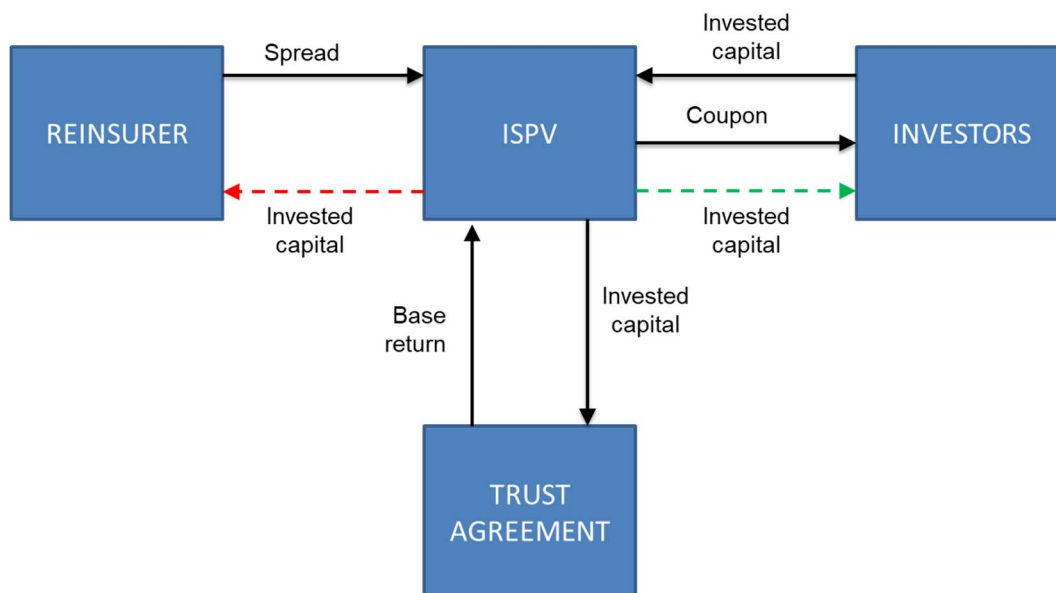 Spread
Invested
capital
REINSURER
ISPV
Coupon
INVESTORS
Invested
capital
Invested
capital
Base
return
Invested
capital
TRUST
AGREEMENT